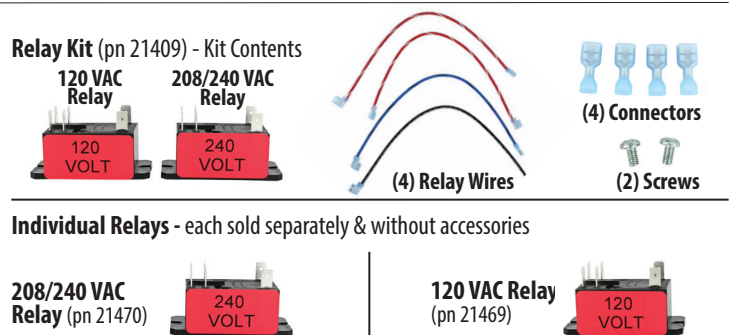 Relay Kit (pn 21409) - Kit Contents
120 VAC
Relay
208/240 VAC
Relay
120
VOLT
240
VOLT
(4) Relay Wires
(4) Connectors
(2) Screws
Individual Relays - each sold separately & without accessories
208/240 VAC
Relay (pn 21470)
240
VOLT
120 VAC Relay
(pn 21469)
120
VOLT